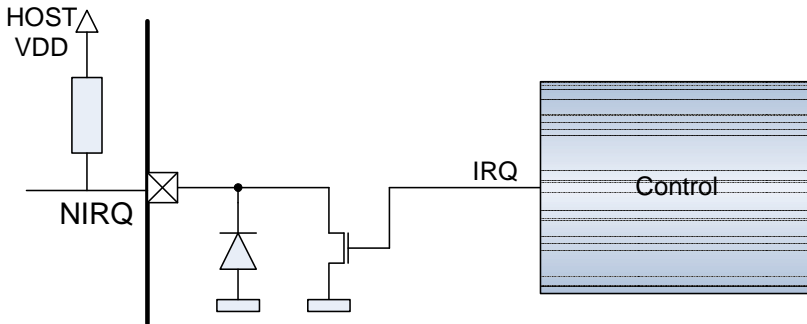 HOST
VDD
NIRQ
IRQ
Control